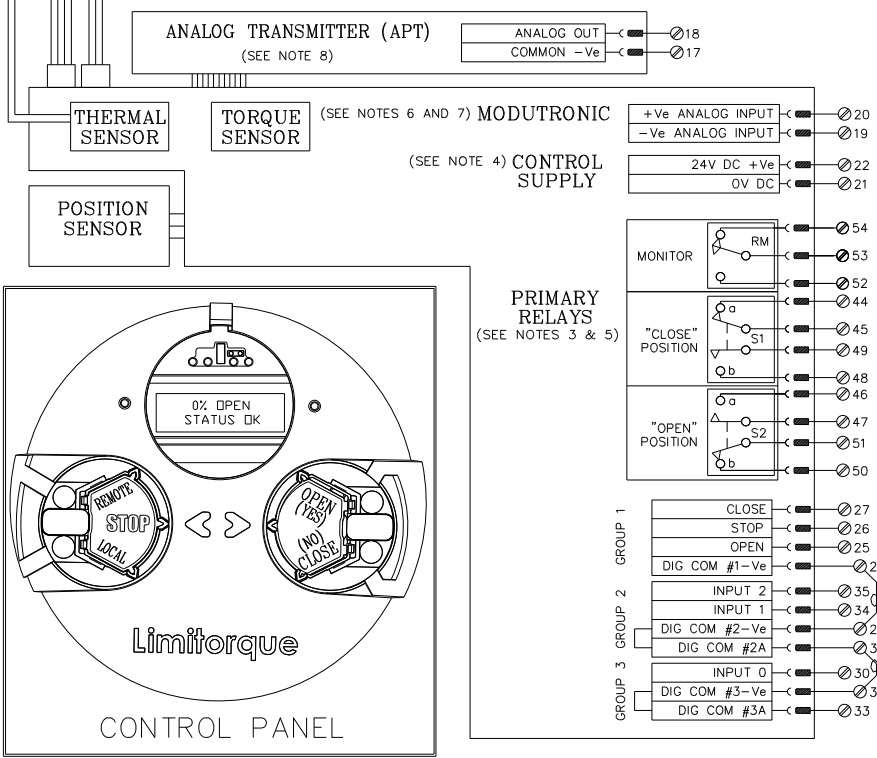 ANALOG TRANSMITTER (APT)
(SEE NOTE 8)
ANALOG OUT 18
COMMON -Ve 17
THERMAL
SENSOR
TORQUE
SENSOR
(SEE NOTES 6 AND 7) MODUTRONIC
+Ve ANALOG INPUT 20
-Ve ANALOG INPUT 19
(SEE NOTE 4) CONTROL
SUPPLY
24V DC +Ve 22
0V DC 21
POSITION
SENSOR
PRIMARY
RELAYS
(SEE NOTES 3 & 5)
MONITOR
RM
54
53
52
"CLOSE"
POSITION
a
S1
b
44
45
49
48
"OPEN"
POSITION
a
S2
b
46
47
51
50
GROUP 1
CLOSE 27
STOP 26
OPEN 25
DIG COM #1-Ve 2
GROUP 2
INPUT 2 35
INPUT 1 34
DIG COM #2-Ve 2
DIG COM #2A 3
GROUP 3
INPUT 0 30
DIG COM #3-Ve 3
DIG COM #3A 33
0% OPEN
STATUS OK
REMOTE
STOP
LOCAL
OPEN
(YES)
(NO)
CLOSE
Limitorque
CONTROL PANEL